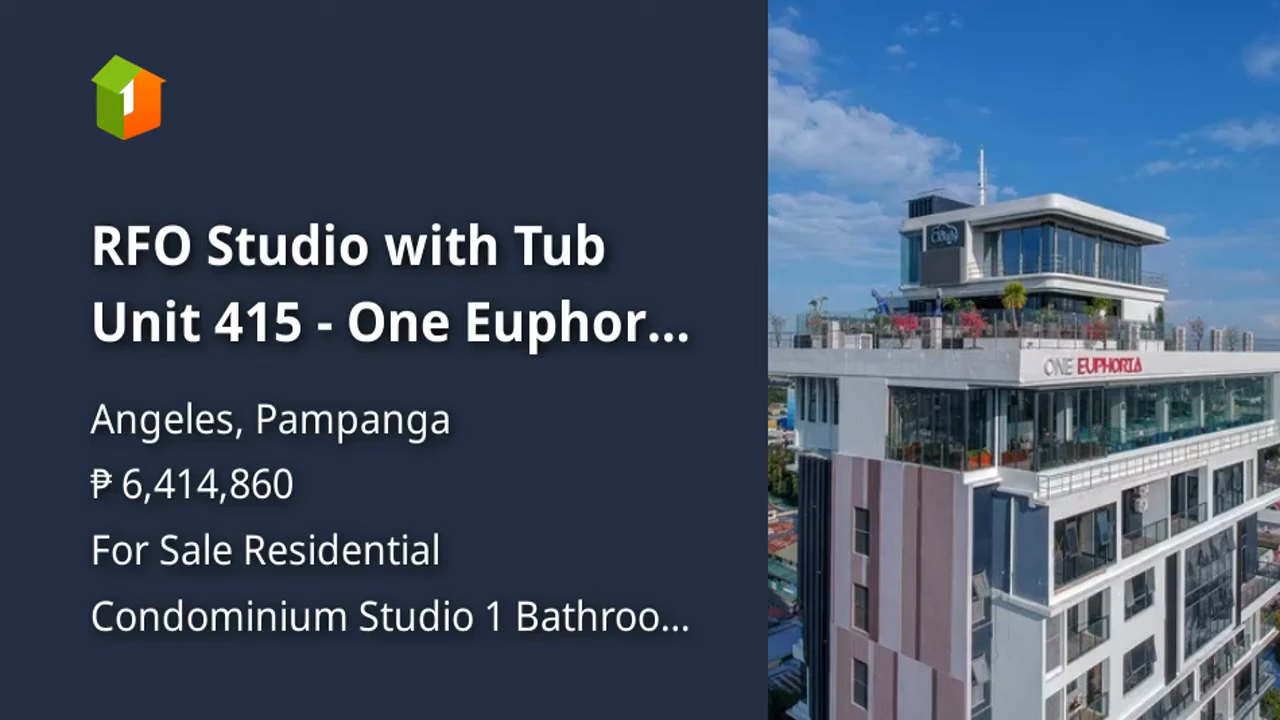 RFO Studio with Tub
Unit 415 - One Euphor...
Angeles, Pampanga
₱ 6,414,860
For Sale Residential
Condominium Studio 1 Bathroo...
ONE EUPHORIA